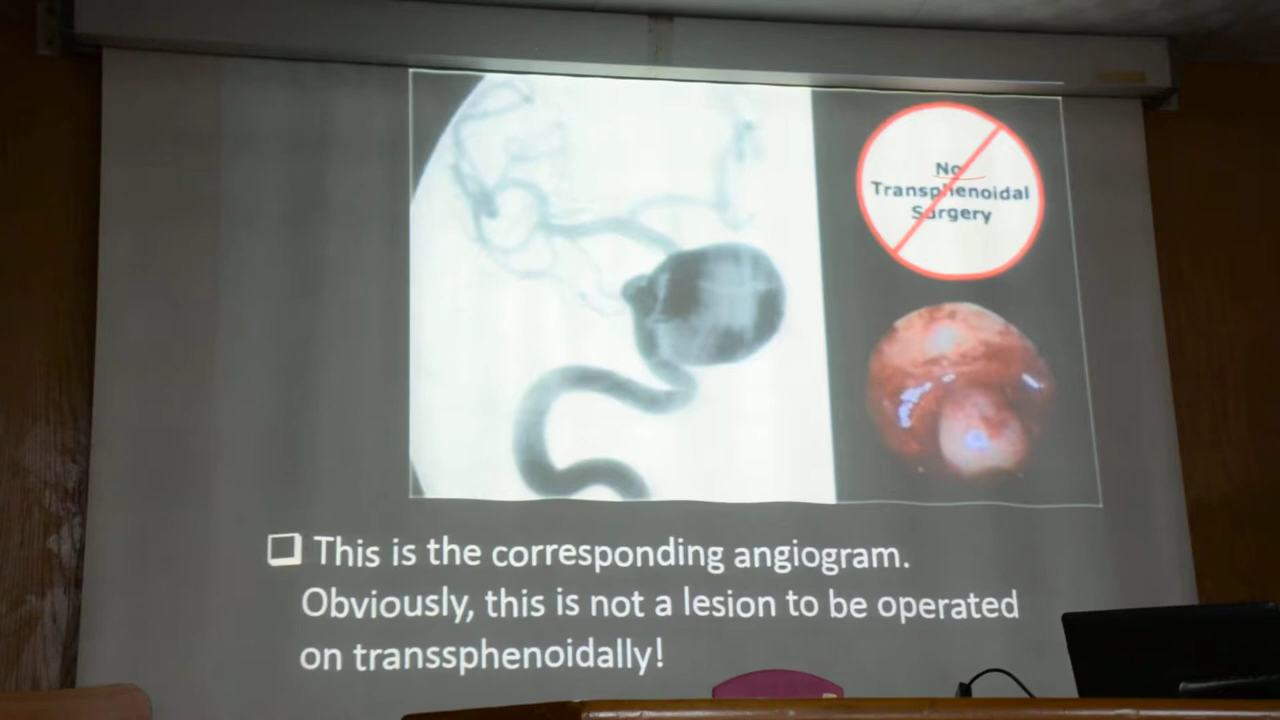 No
Transphenoidal
Surgery
This is the corresponding angiogram.
Obviously, this is not a lesion to be operated
on transsphenoidally!